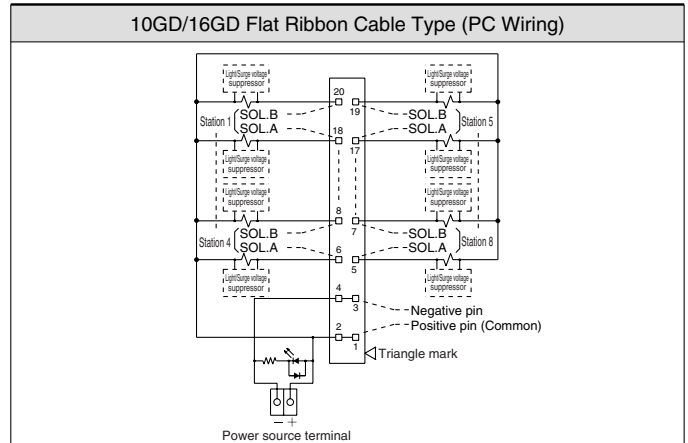 10GD/16GD Flat Ribbon Cable Type (PC Wiring)
Light/Surge voltage
suppressor
Light/Surge voltage
suppressor
20
19
Station 1
SOL.B
SOL.A
SOL.B
SOL.A
Station 5
18
17
Light/Surge voltage
suppressor
Light/Surge voltage
suppressor
Light/Surge voltage
suppressor
Light/Surge voltage
suppressor
8
7
Station 4
SOL.B
SOL.A
SOL.B
SOL.A
Station 8
6
5
Light/Surge voltage
suppressor
Light/Surge voltage
suppressor
4
3
Negative pin
2
Positive pin (Common)
1
Triangle mark
− +
Power source terminal